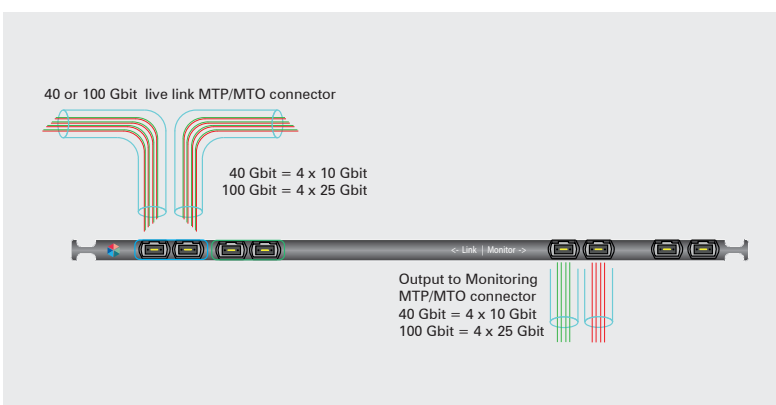 40 or 100 Gbit live link MTP/MTO connector
40 Gbit = 4 x 10 Gbit
100 Gbit = 4 x 25 Gbit
<- Link | Monitor ->
Output to Monitoring
MTP/MTO connector
40 Gbit = 4 x 10 Gbit
100 Gbit = 4 x 25 Gbit